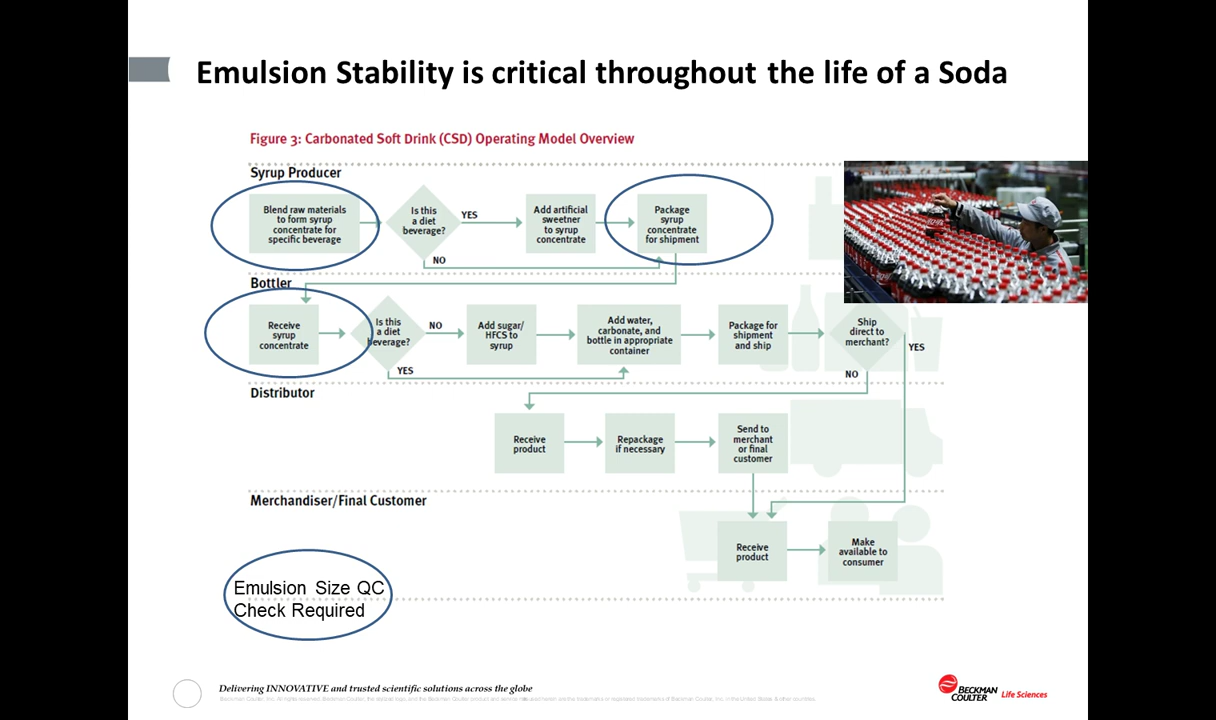 Emulsion Stability is critical throughout the life of a Soda
Figure 3: Carbonated Soft Drink (CSD) Operating Model Overview
Syrup Producer
Blend raw materials
to form syrup
concentrate for
specific beverage
Is this
a diet
beverage?
YES
NO
Add artificial
sweetner
to syrup
concentrate
Package
syrup
concentrate
for shipment
Bottler
Receive
syrup
concentrate
Is this
a diet
beverage?
NO
YES
Add sugar/
HFCS to
syrup
Add water,
carbonate, and
bottle in appropriate
container
Package for
shipment
and ship
Ship
direct to
merchant?
YES
NO
Distributor
Receive
product
Repackage
if necessary
Send to
merchant
or final
customer
Merchandiser/Final Customer
Receive
product
Make
available to
consumer
Emulsion Size QC
Check Required
Delivering INNOVATIVE and trusted scientific solutions across the globe
BECKMAN
COULTER
Life Sciences